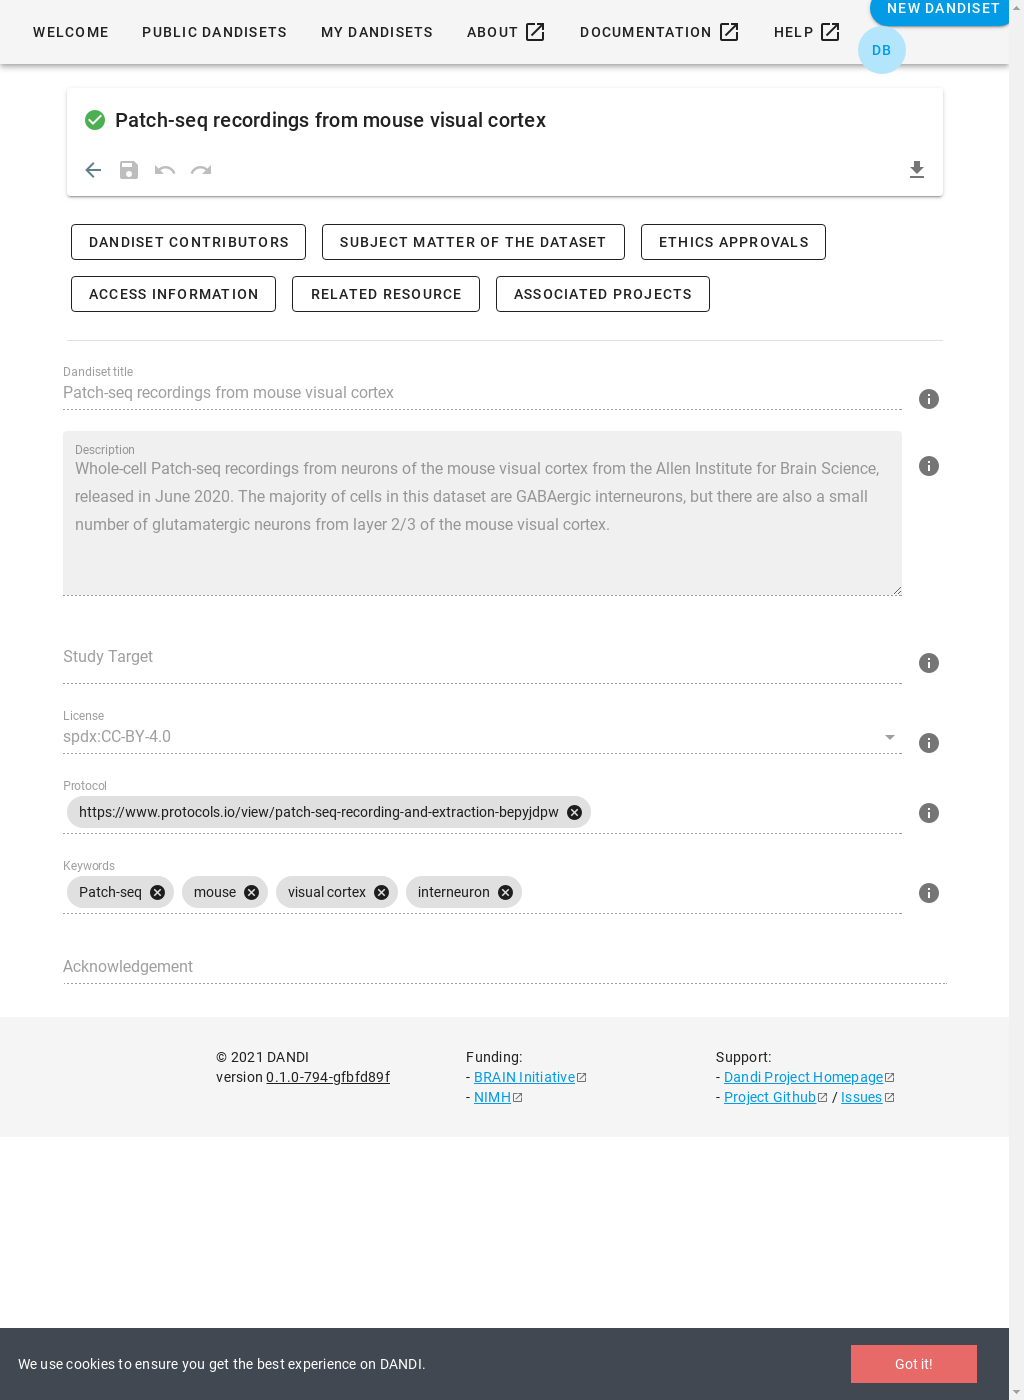 NEW DANDISET
WELCOME PUBLIC DANDISETS MY DANDISETS ABOUT DOCUMENTATION HELP
DB
Patch-seq recordings from mouse visual cortex
DANDISET CONTRIBUTORS SUBJECT MATTER OF THE DATASET ETHICS APPROVALS
ACCESS INFORMATION RELATED RESOURCE ASSOCIATED PROJECTS
Dandiset title
Patch-seq recordings from mouse visual cortex
Description
Whole-cell Patch-seq recordings from neurons of the mouse visual cortex from the Allen Institute for Brain Science,
released in June 2020. The majority of cells in this dataset are GABAergic interneurons, but there are also a small
number of glutamatergic neurons from layer 2/3 of the mouse visual cortex.
Study Target
License
spdx:CC-BY-4.0
Protocol
https://www.protocols.io/view/patch-seq-recording-and-extraction-bepyjdpw
Keywords
Patch-seq mouse visual cortex interneuron
Acknowledgement
© 2021 DANDI
version 0.1.0-794-gfbfd89f
Funding:
- BRAIN Initiative
- NIMH
Support:
- Dandi Project Homepage
- Project Github / Issues
We use cookies to ensure you get the best experience on DANDI.
Got it!